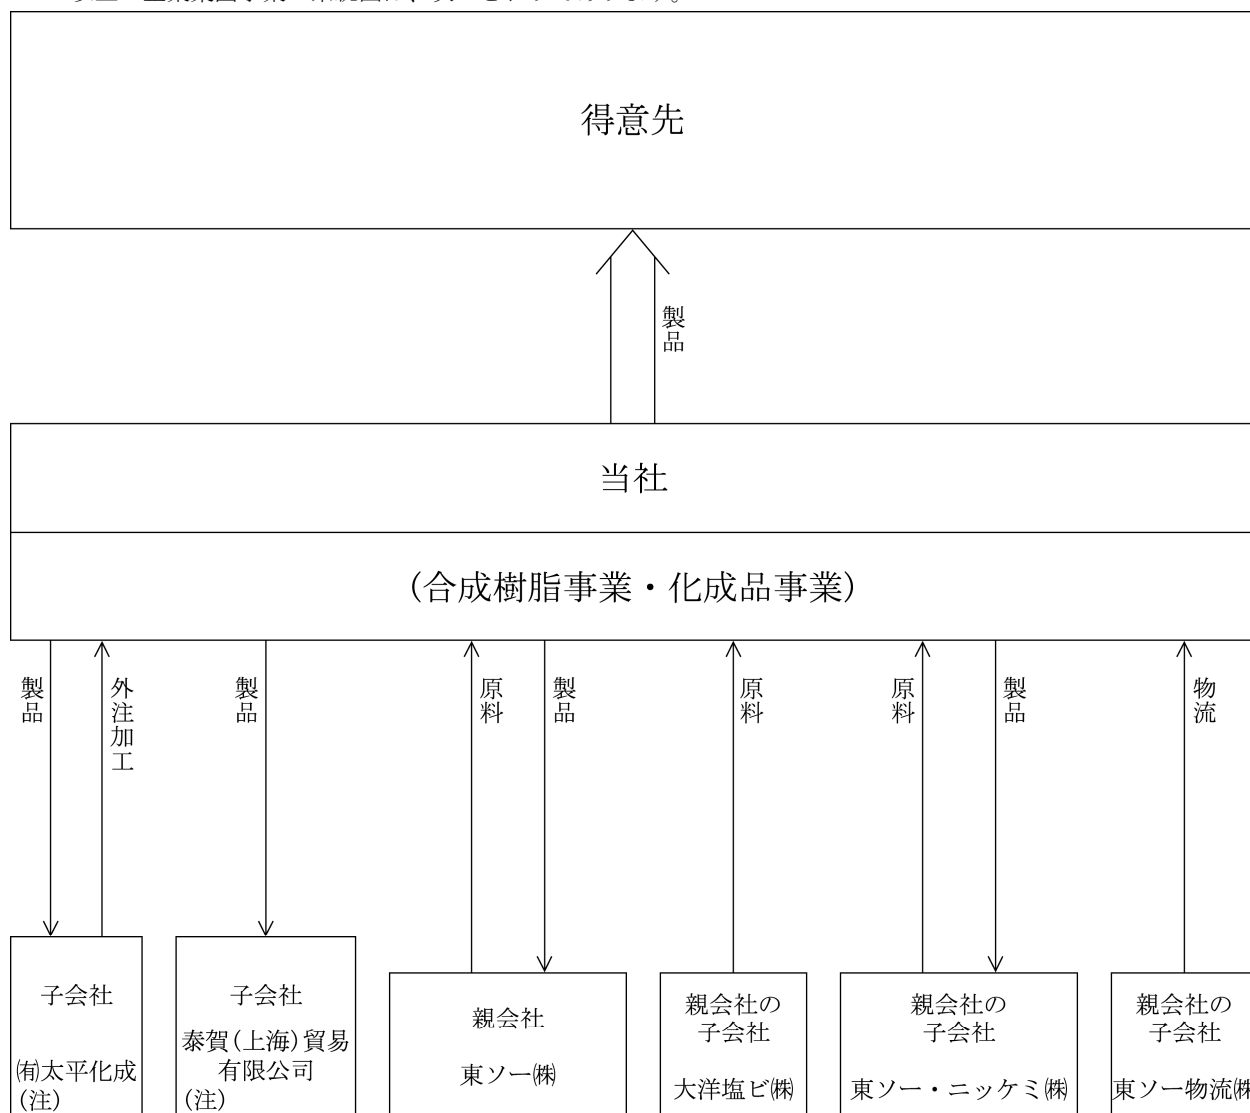 得意先
製品
当社
(合成樹脂事業・化成品事業)
製品
外注加工
製品
原料
製品
原料
原料
製品
物流
子会社
㈲太平化成
(注)
子会社
泰賀(上海)貿易
有限公司
(注)
親会社
東ソー㈱
親会社の
子会社
大洋塩ビ㈱
親会社の
子会社
東ソー・ニッケミ㈱
親会社の
子会社
東ソー物流㈱